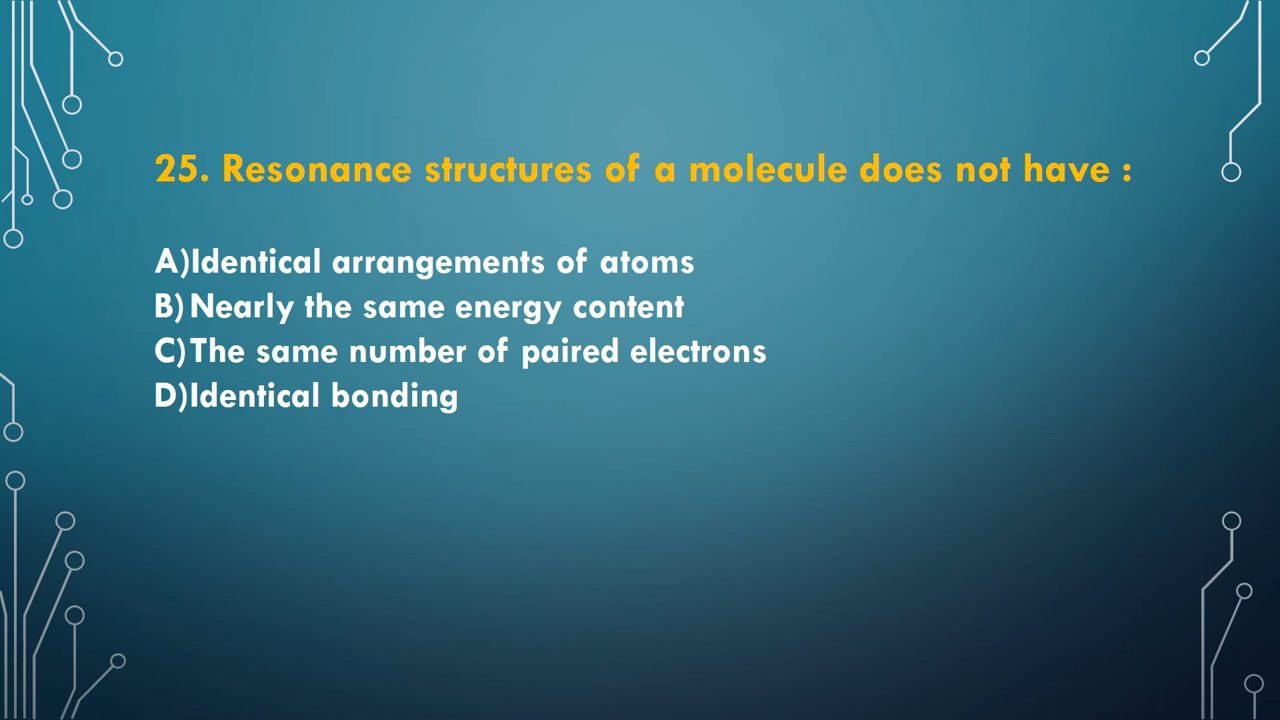 25. Resonance structures of a molecule does not have :
A)Identical arrangements of atoms
B)Nearly the same energy content
C)The same number of paired electrons
D)Identical bonding